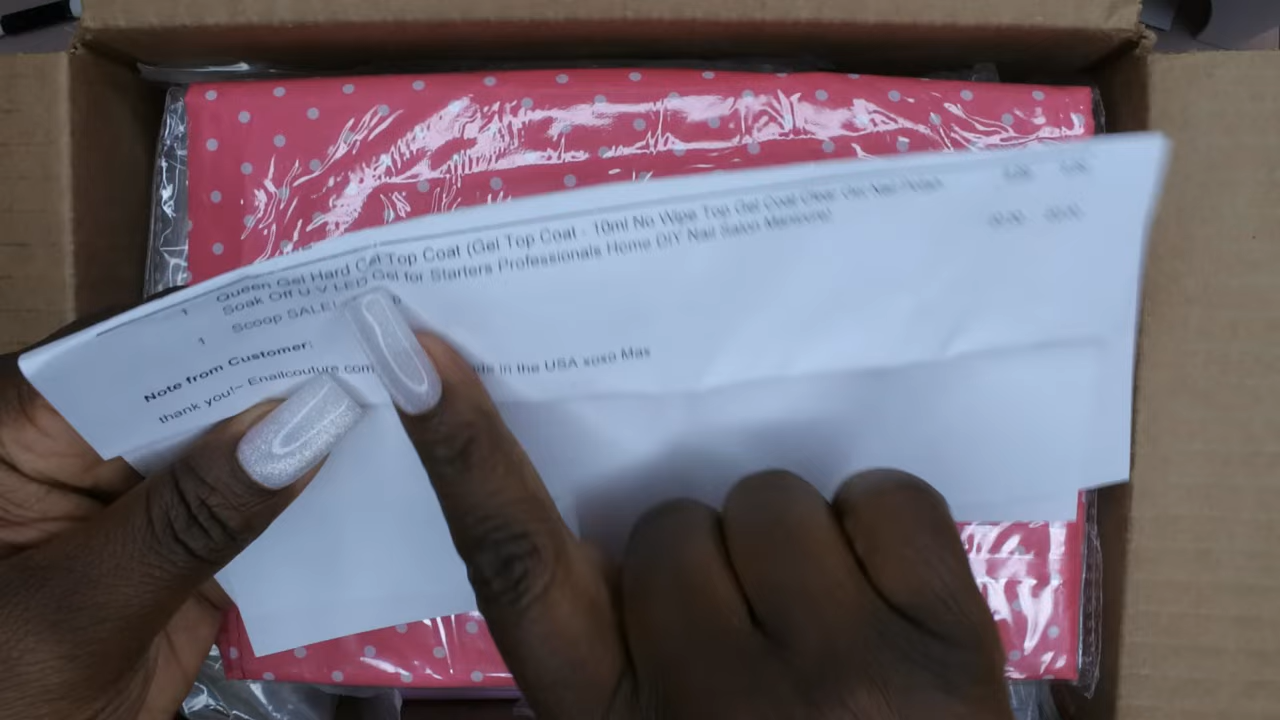 1 Queen Gel Hard Gel Top Coat (Gel Top Coat - 10ml No Wipe Top Gel Coat Clear
Soak Off U V LED Gel for Starters Professionals Home DIY Nail Salon Manicure)
1 Scoop SALE!
Note from Customer:
thank you!~ Enailcouture.com in the USA xoxo Max